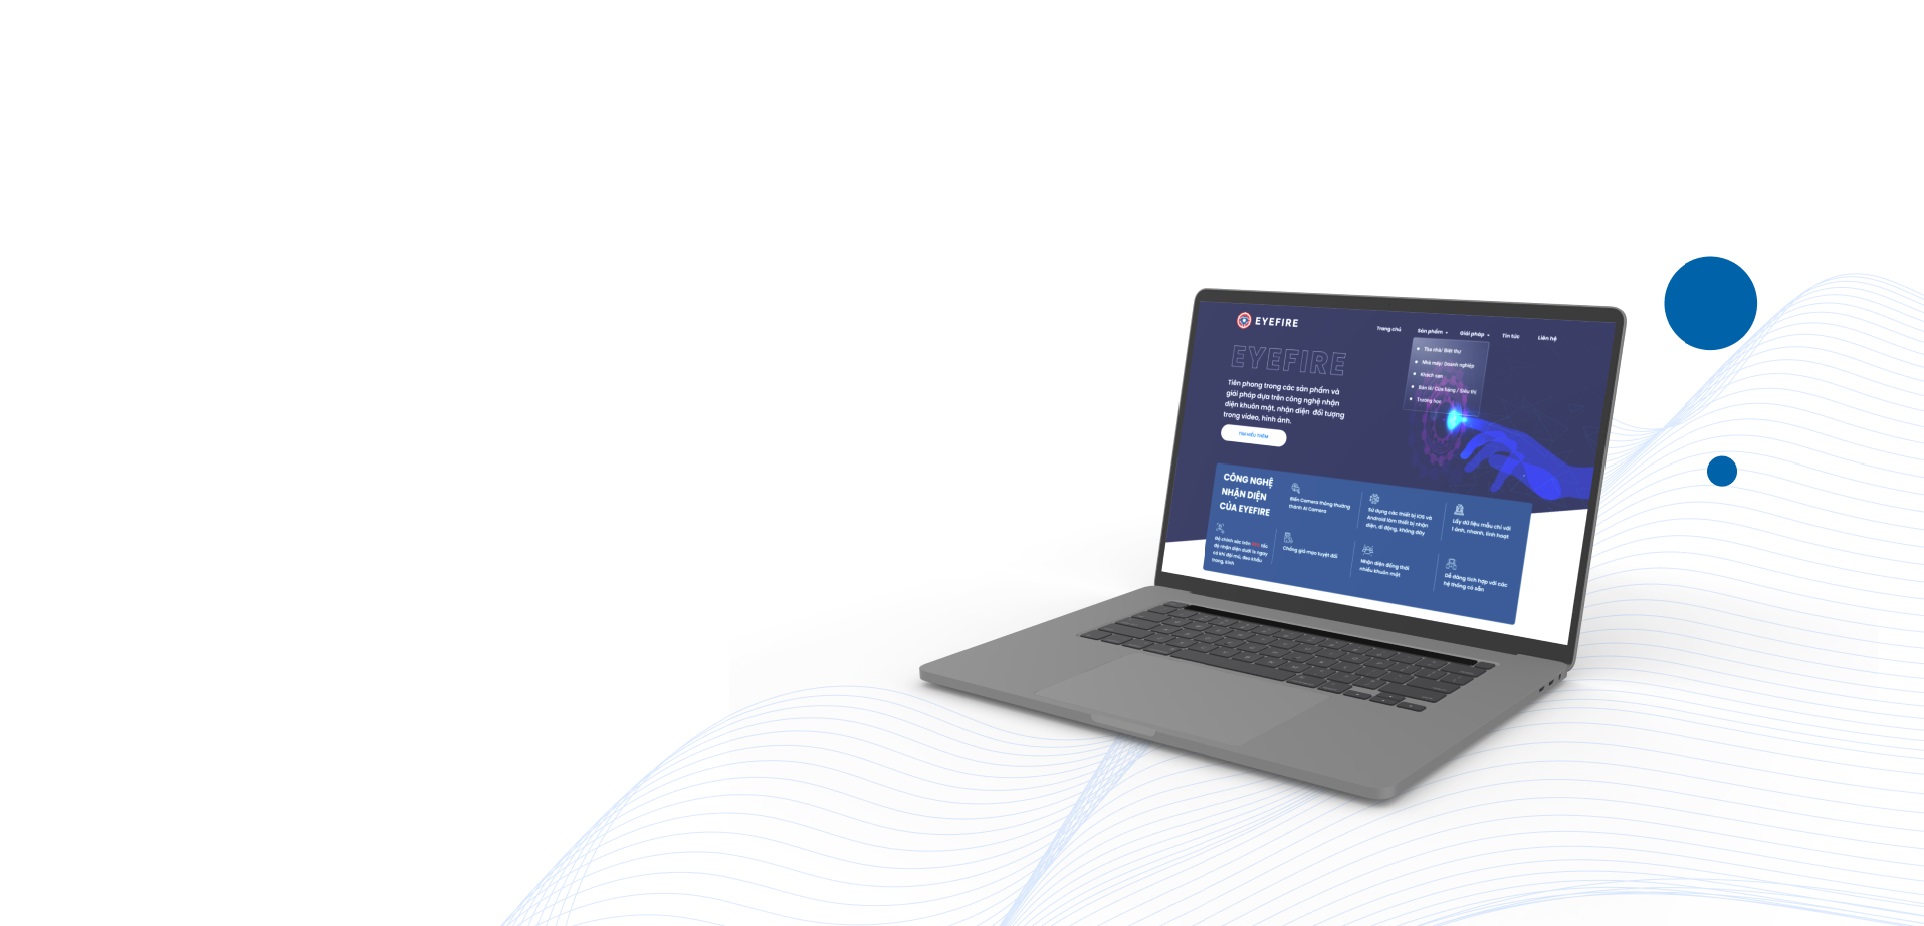 EYEFIRE
Trang chủ
Sản phẩm
Giải pháp
Tin tức
Liên hệ
Tòa nhà/ Biệt thự
Nhà máy/ Doanh nghiệp
Khách sạn
Bán lẻ/ Cửa hàng / Siêu thị
Trường học
EYEFIRE
Tiên phong trong các sản phẩm và
giải pháp dựa trên công nghệ nhận
diện khuôn mặt, nhận diện đối tượng
trong video, hình ảnh.
TÌM HIỂU THÊM
CÔNG NGHỆ
NHẬN DIỆN
CỦA EYEFIRE
Biến Camera thông thường
thành AI Camera
Sử dụng các thiết bị iOS và
Android làm thiết bị nhận
diện, di động, không dây
Lấy dữ liệu mẫu chỉ với
1 ảnh, nhanh, linh hoạt
Độ chính xác trên tốc
độ nhận diện dưới 1s ngay
cả khi đội mũ, đeo khẩu
trang, kính
Chống giả mạo tuyệt đối
Nhận diện đồng thời
nhiều khuôn mặt
Dễ dàng tích hợp với các
hệ thống có sẵn